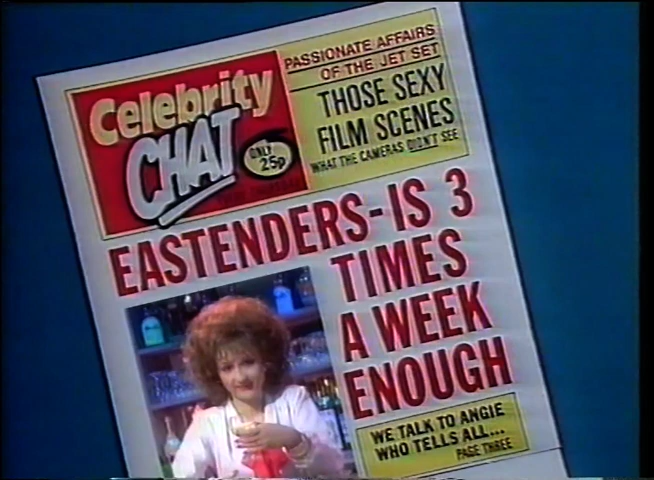 Celebrity
CHAT
ONLY
25p
PASSIONATE AFFAIRS
OF THE JET SET
THOSE SEXY
FILM SCENES
WHAT THE CAMERAS DIDN'T SEE
EASTENDERS-IS 3
TIMES
A WEEK
ENOUGH
WE TALK TO ANGIE
WHO TELLS ALL...
PAGE THREE